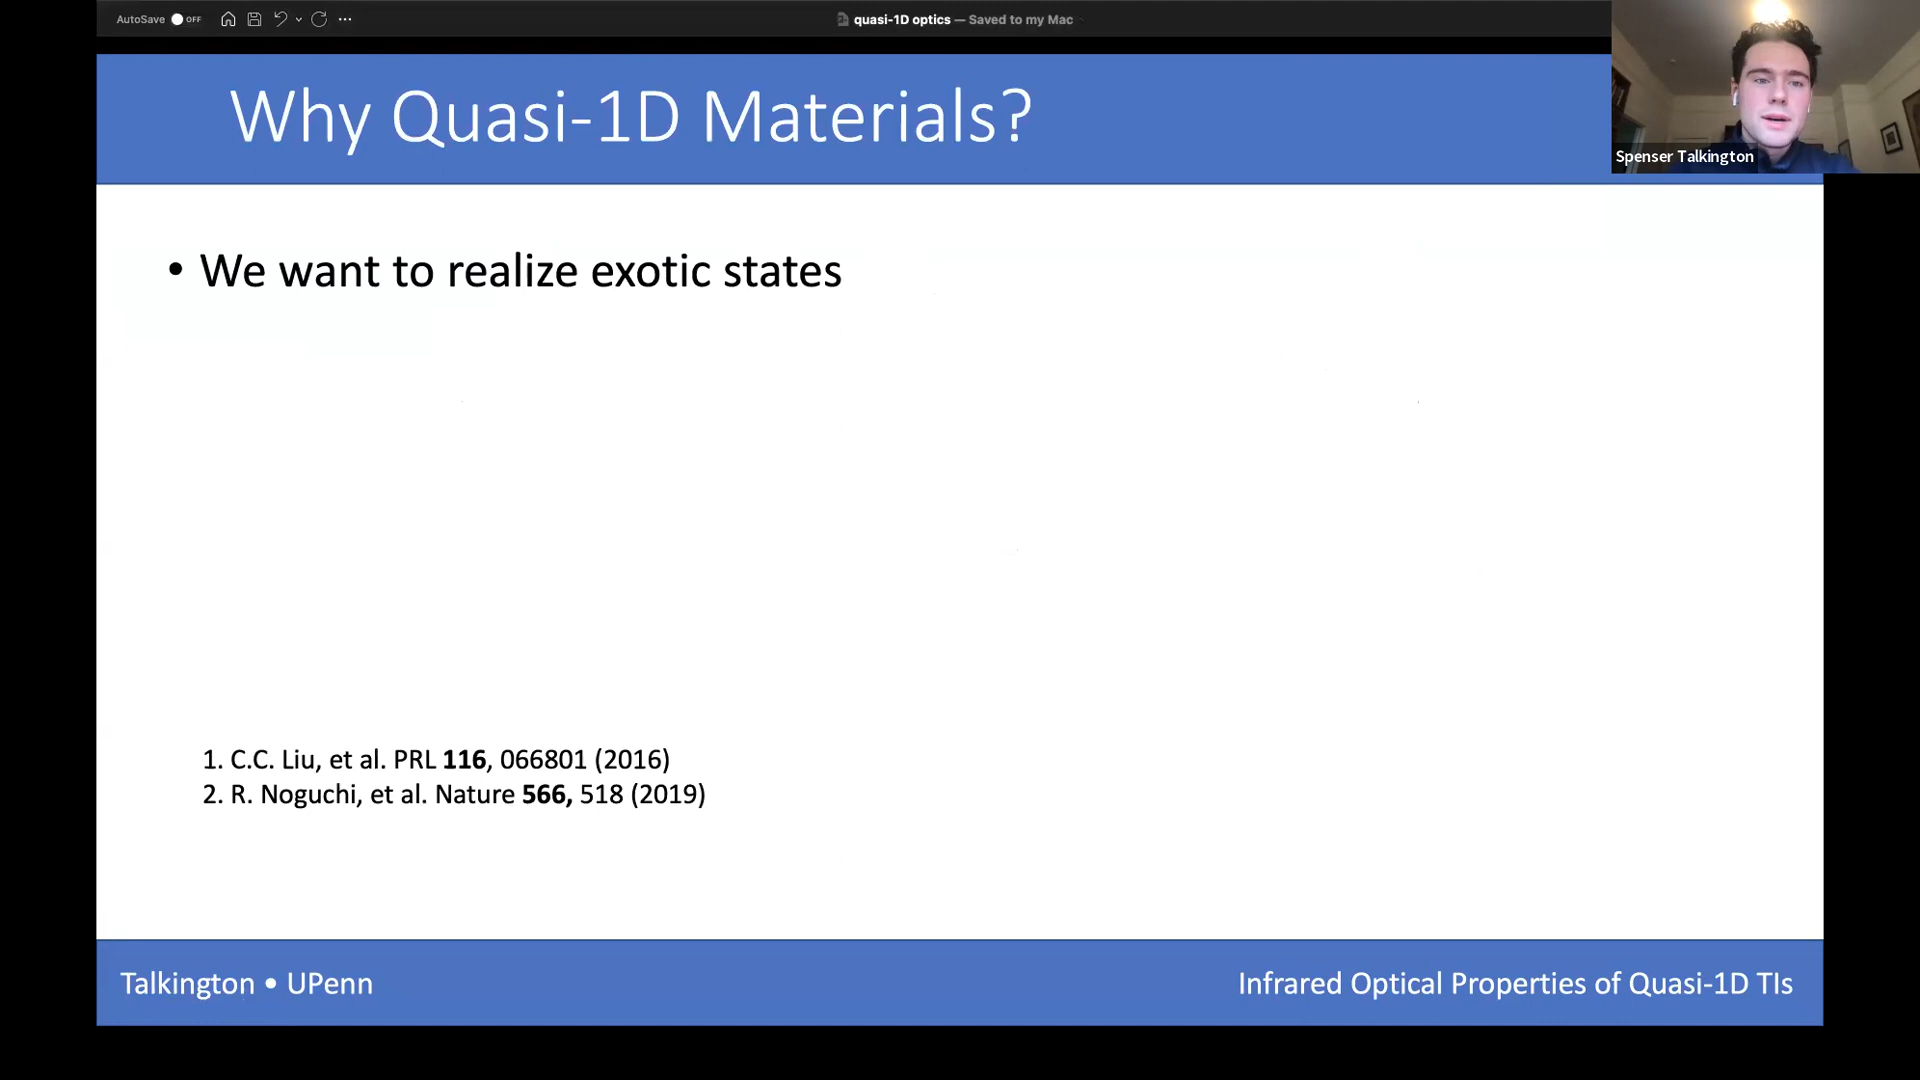 AutoSave OFF
quasi-1D optics — Saved to my Mac
Why Quasi-1D Materials?
Spenser Talkington
• We want to realize exotic states
1. C.C. Liu, et al. PRL 116, 066801 (2016)
2. R. Noguchi, et al. Nature 566, 518 (2019)
Talkington • UPenn
Infrared Optical Properties of Quasi-1D TIs